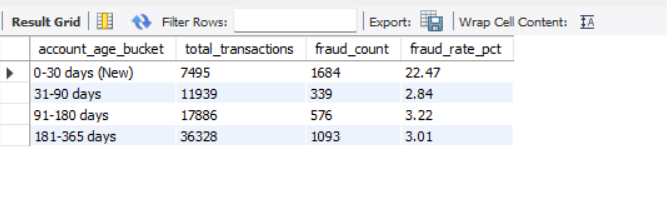 Result Grid Filter Rows: Export: Wrap Cell Content: IA
account_age_bucket total_transactions fraud_count fraud_rate_pct
0-30 days (New) 7495 1684 22.47
31-90 days 11939 339 2.84
91-180 days 17886 576 3.22
181-365 days 36328 1093 3.01